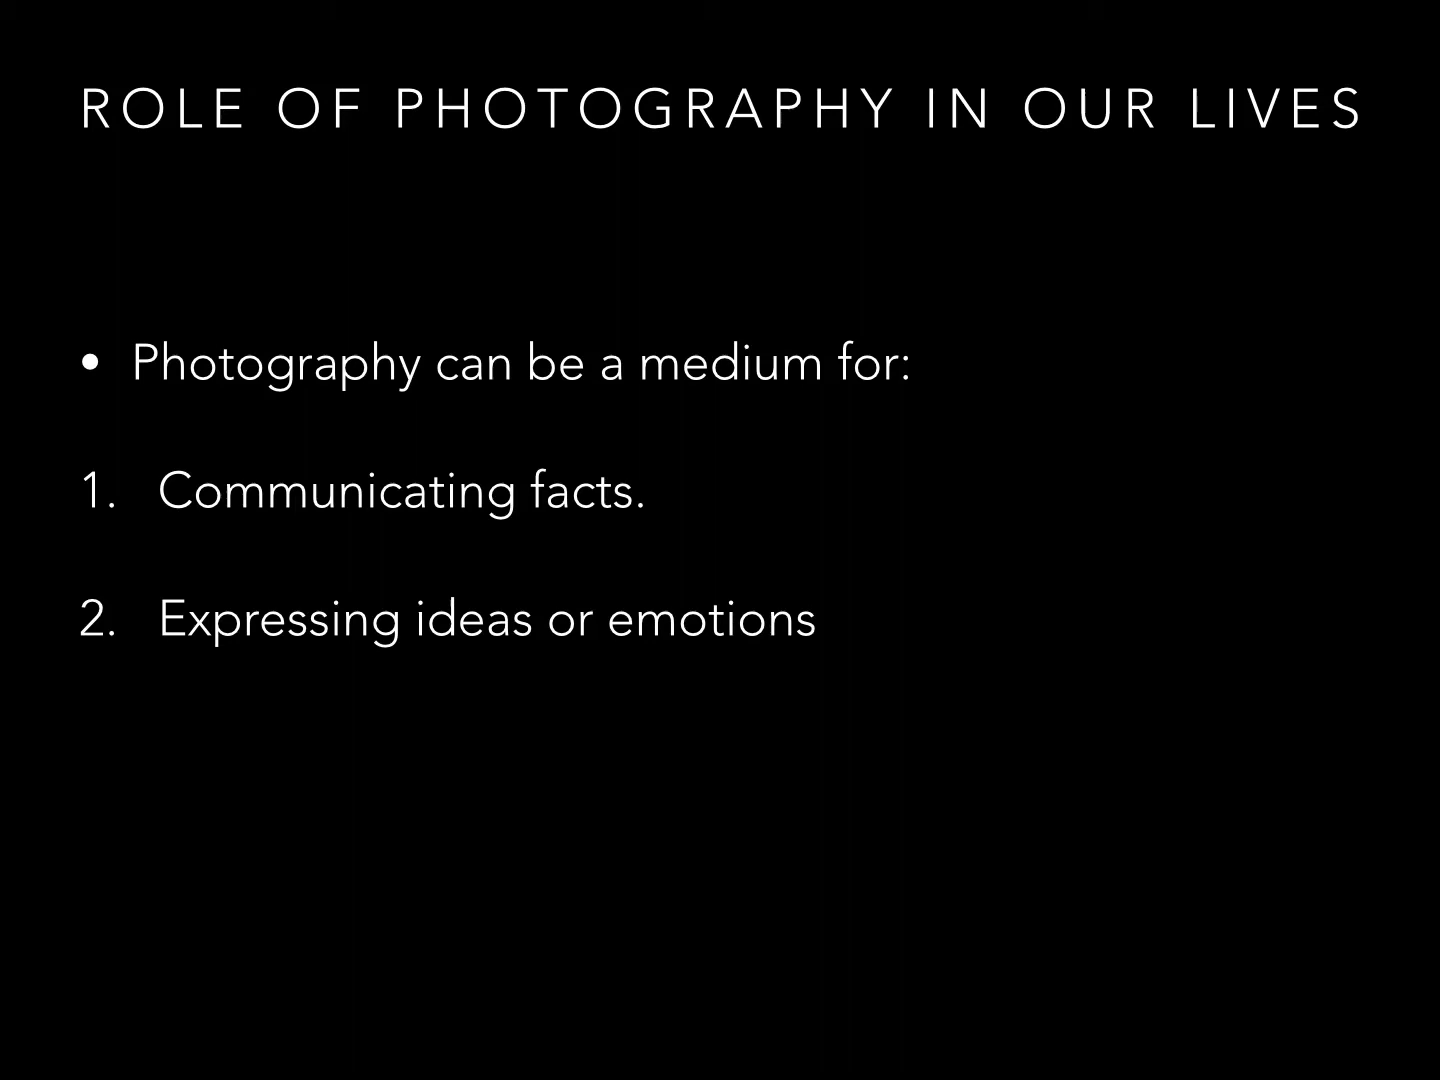 ROLE OF PHOTOGRAPHY IN OUR LIVES
• Photography can be a medium for:
1. Communicating facts.
2. Expressing ideas or emotions